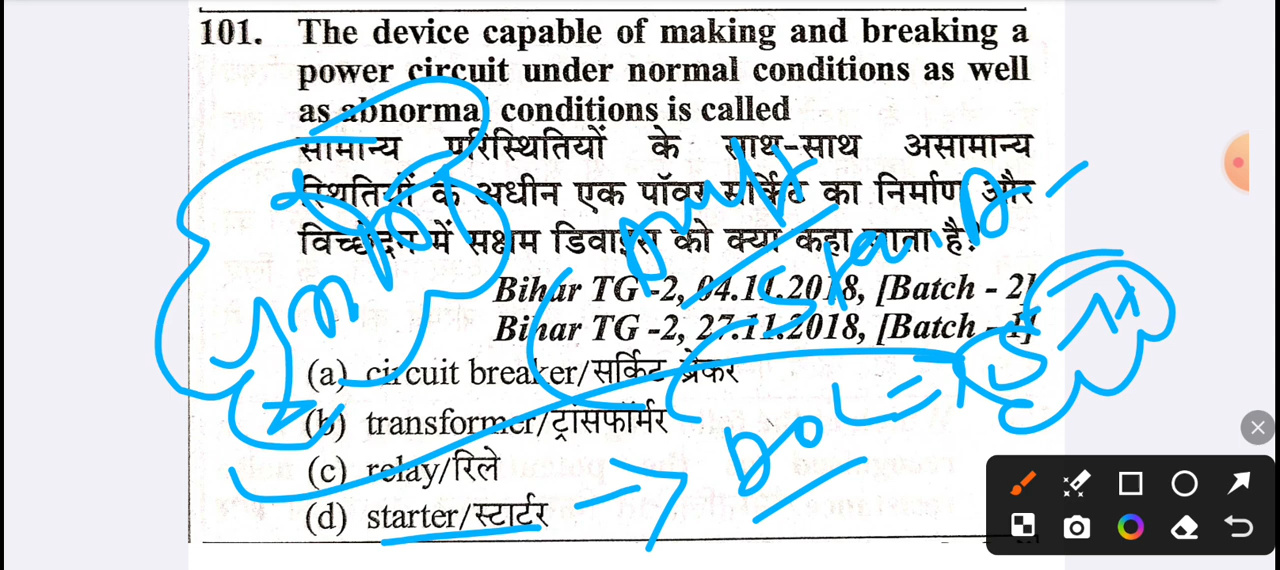 101. The device capable of making and breaking a
power circuit under normal conditions as well
as abnormal conditions is called
सामान्य परिस्थितियों के साथ-साथ असामान्य
स्थितियों के अधीन एक पॉवर सर्किट का निर्माण और
विच्छेदन में सक्षम डिवाइस को क्या कहा जाता है?
Bihar TG -2, 04.11.2018, [Batch - 2]
Bihar TG -2, 27.11.2018, [Batch - 1]
(a) circuit breaker/सर्किट ब्रेकर
(b) transformer/ट्रांसफॉर्मर
(c) relay/रिले
(d) starter/स्टार्टर
DOL =